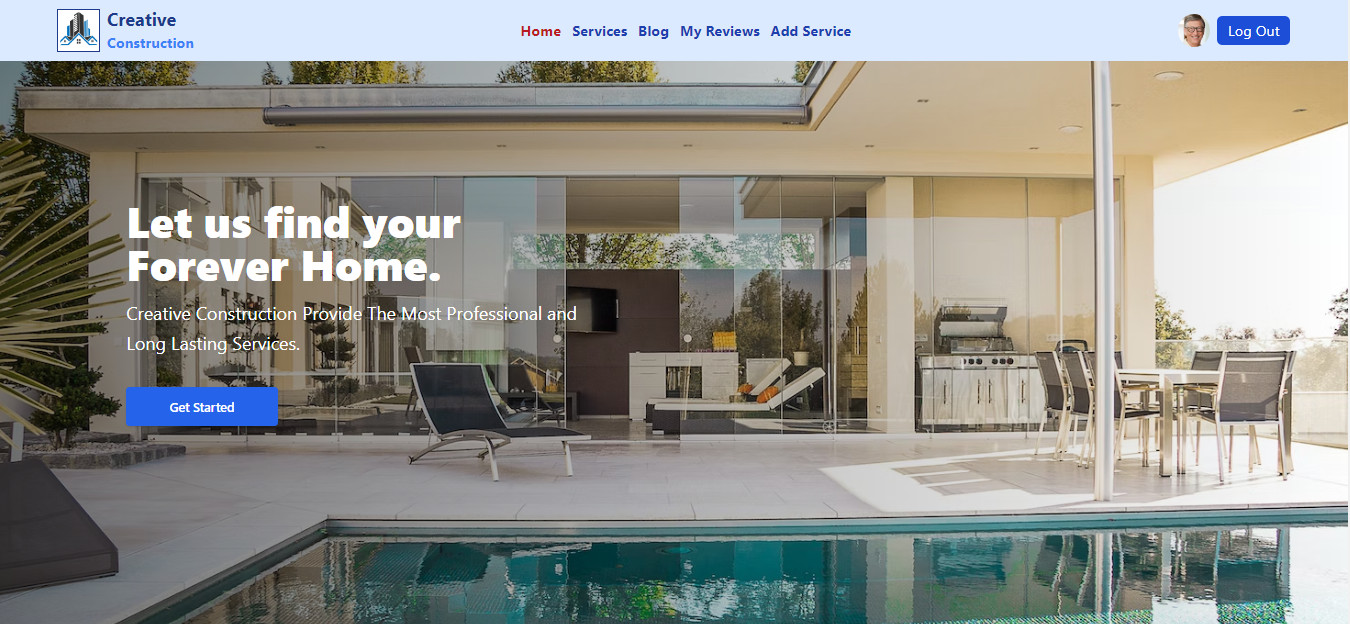 Creative
Construction
Home Services Blog My Reviews Add Service
Log Out
Let us find your
Forever Home.
Creative Construction Provide The Most Professional and
Long Lasting Services.
Get Started